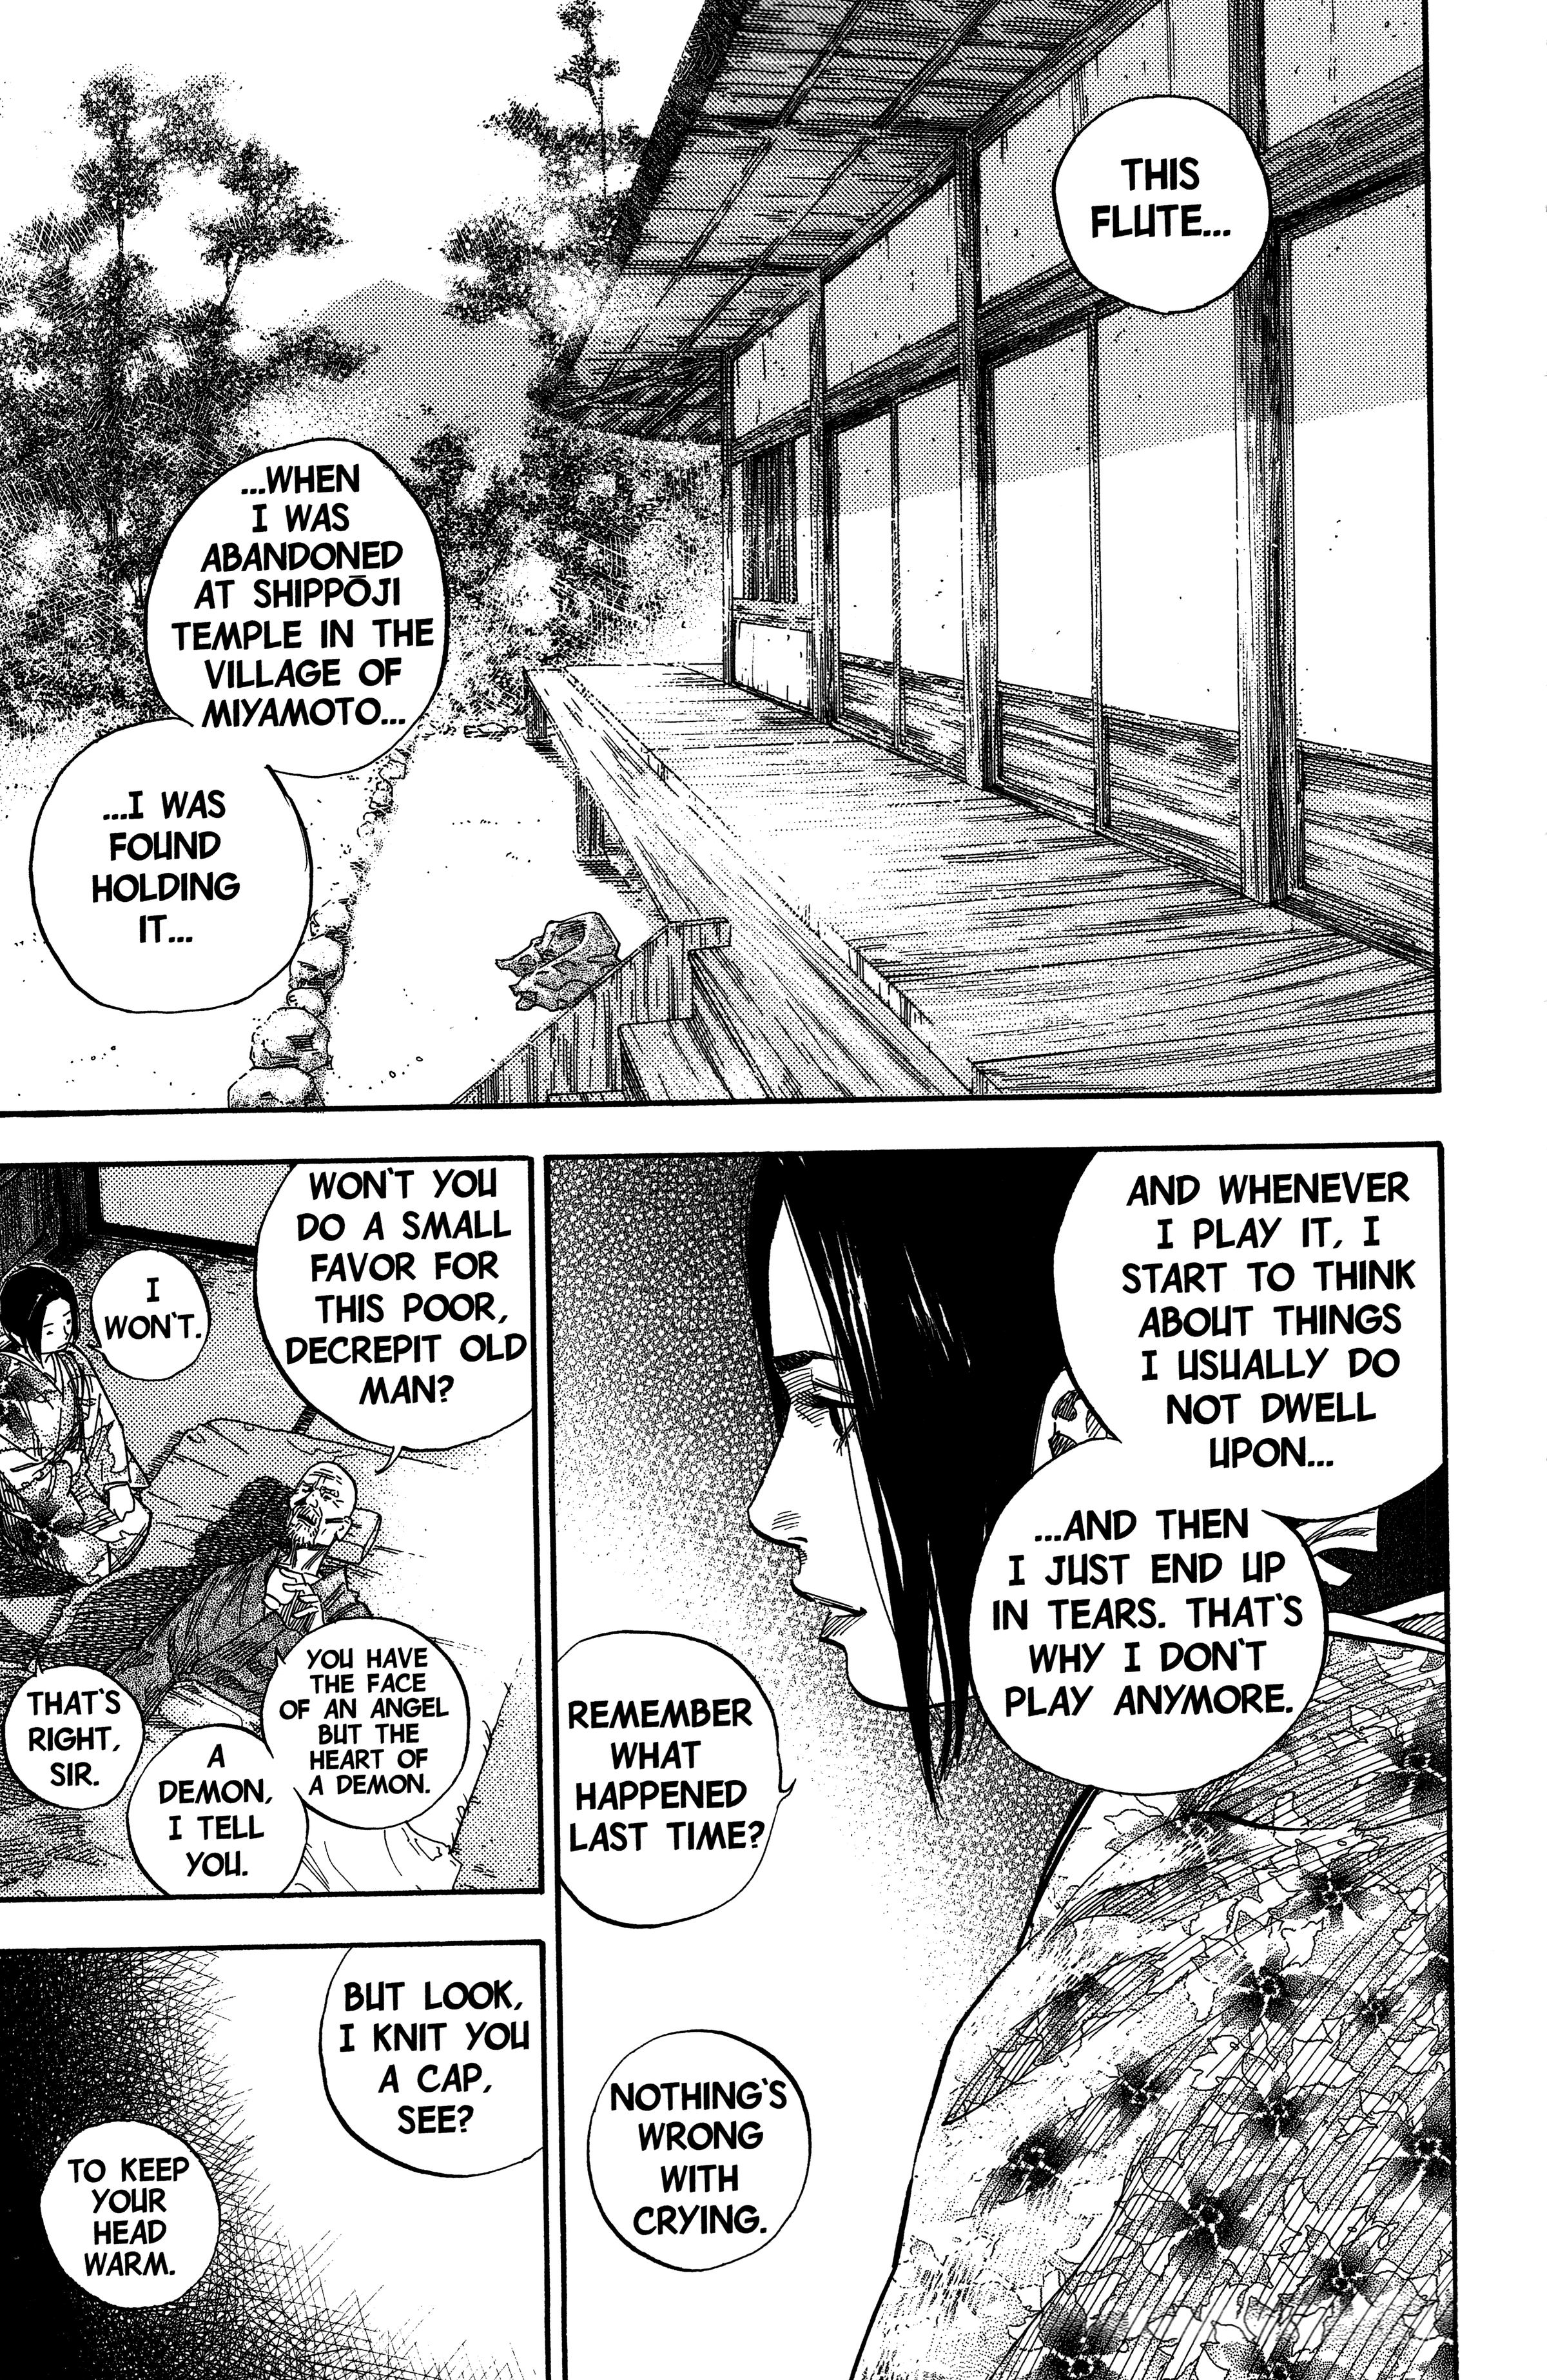 THIS
FLUTE...
...WHEN
I WAS
ABANDONED
AT SHIPPŌJI
TEMPLE IN THE
VILLAGE OF
MIYAMOTO...
...I WAS
FOUND
HOLDING
IT...
AND WHENEVER
I PLAY IT, I
START TO THINK
ABOUT THINGS
I USUALLY DO
NOT DWELL
UPON...
...AND THEN
I JUST END UP
IN TEARS. THAT'S
WHY I DON'T
PLAY ANYMORE.
REMEMBER
WHAT
HAPPENED
LAST TIME?
NOTHING'S
WRONG
WITH
CRYING.
WON'T YOU
DO A SMALL
FAVOR FOR
THIS POOR,
DECREPIT OLD
MAN?
I
WON'T.
YOU HAVE
THE FACE
OF AN ANGEL
BUT THE
HEART OF
A DEMON.
A
DEMON,
I TELL
YOU.
THAT'S
RIGHT,
SIR.
BUT LOOK,
I KNIT YOU
A CAP,
SEE?
TO KEEP
YOUR
HEAD
WARM.